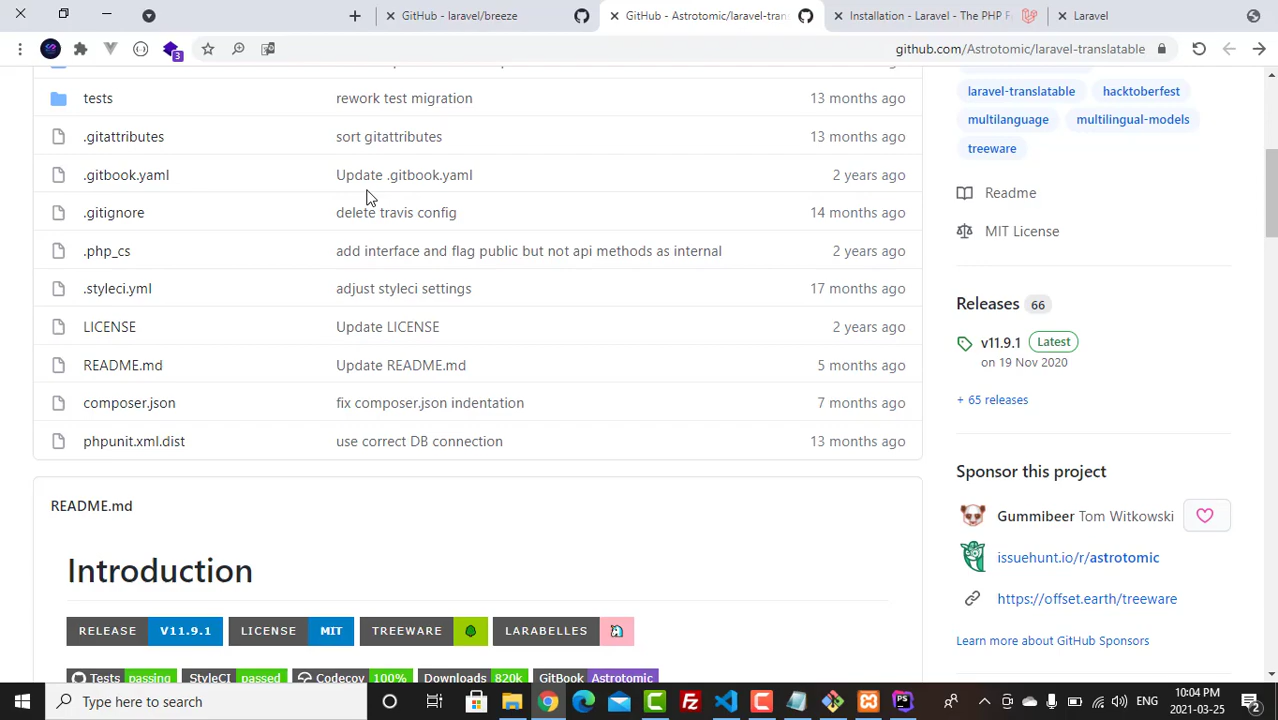 GitHub - laravel/breeze
GitHub - Astrotomic/laravel-tran
Installation - Laravel - The PHP F
Laravel
3
github.com/Astrotomic/laravel-translatable
tests rework test migration 13 months ago
.gitattributes sort gitattributes 13 months ago
.gitbook.yaml Update .gitbook.yaml 2 years ago
.gitignore delete travis config 14 months ago
.php_cs add interface and flag public but not api methods as internal 2 years ago
.styleci.yml adjust styleci settings 17 months ago
LICENSE Update LICENSE 2 years ago
README.md Update README.md 5 months ago
composer.json fix composer.json indentation 7 months ago
phpunit.xml.dist use correct DB connection 13 months ago
README.md
Introduction
RELEASE V11.9.1 LICENSE MIT TREEWARE LARABELLES
Tests passing StyleCI passed Codecov 100% Downloads 820k GitBook Astrotomic
laravel-translatable hacktoberfest
multilanguage multilingual-models
treeware
Readme
MIT License
Releases 66
v11.9.1 Latest
on 19 Nov 2020
+ 65 releases
Sponsor this project
Gummibeer Tom Witkowski
issuehunt.io/r/astrotomic
https://offset.earth/treeware
Learn more about GitHub Sponsors
Type here to search
ENG
10:04 PM
2021-03-25
2